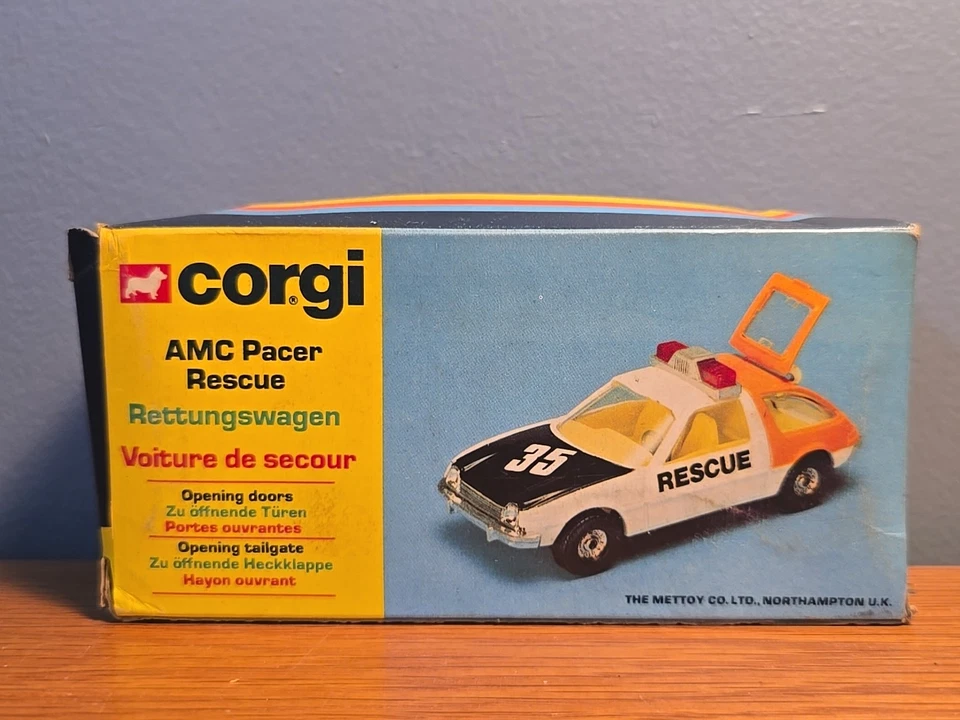 corgi®
AMC Pacer
Rescue
Rettungswagen
Voiture de secour
Opening doors
Zu öffnende Türen
Portes ouvrantes
Opening tailgate
Zu öffnende Heckklappe
Hayon ouvrant
35
RESCUE
THE METTOY CO. LTD., NORTHAMPTON U.K.